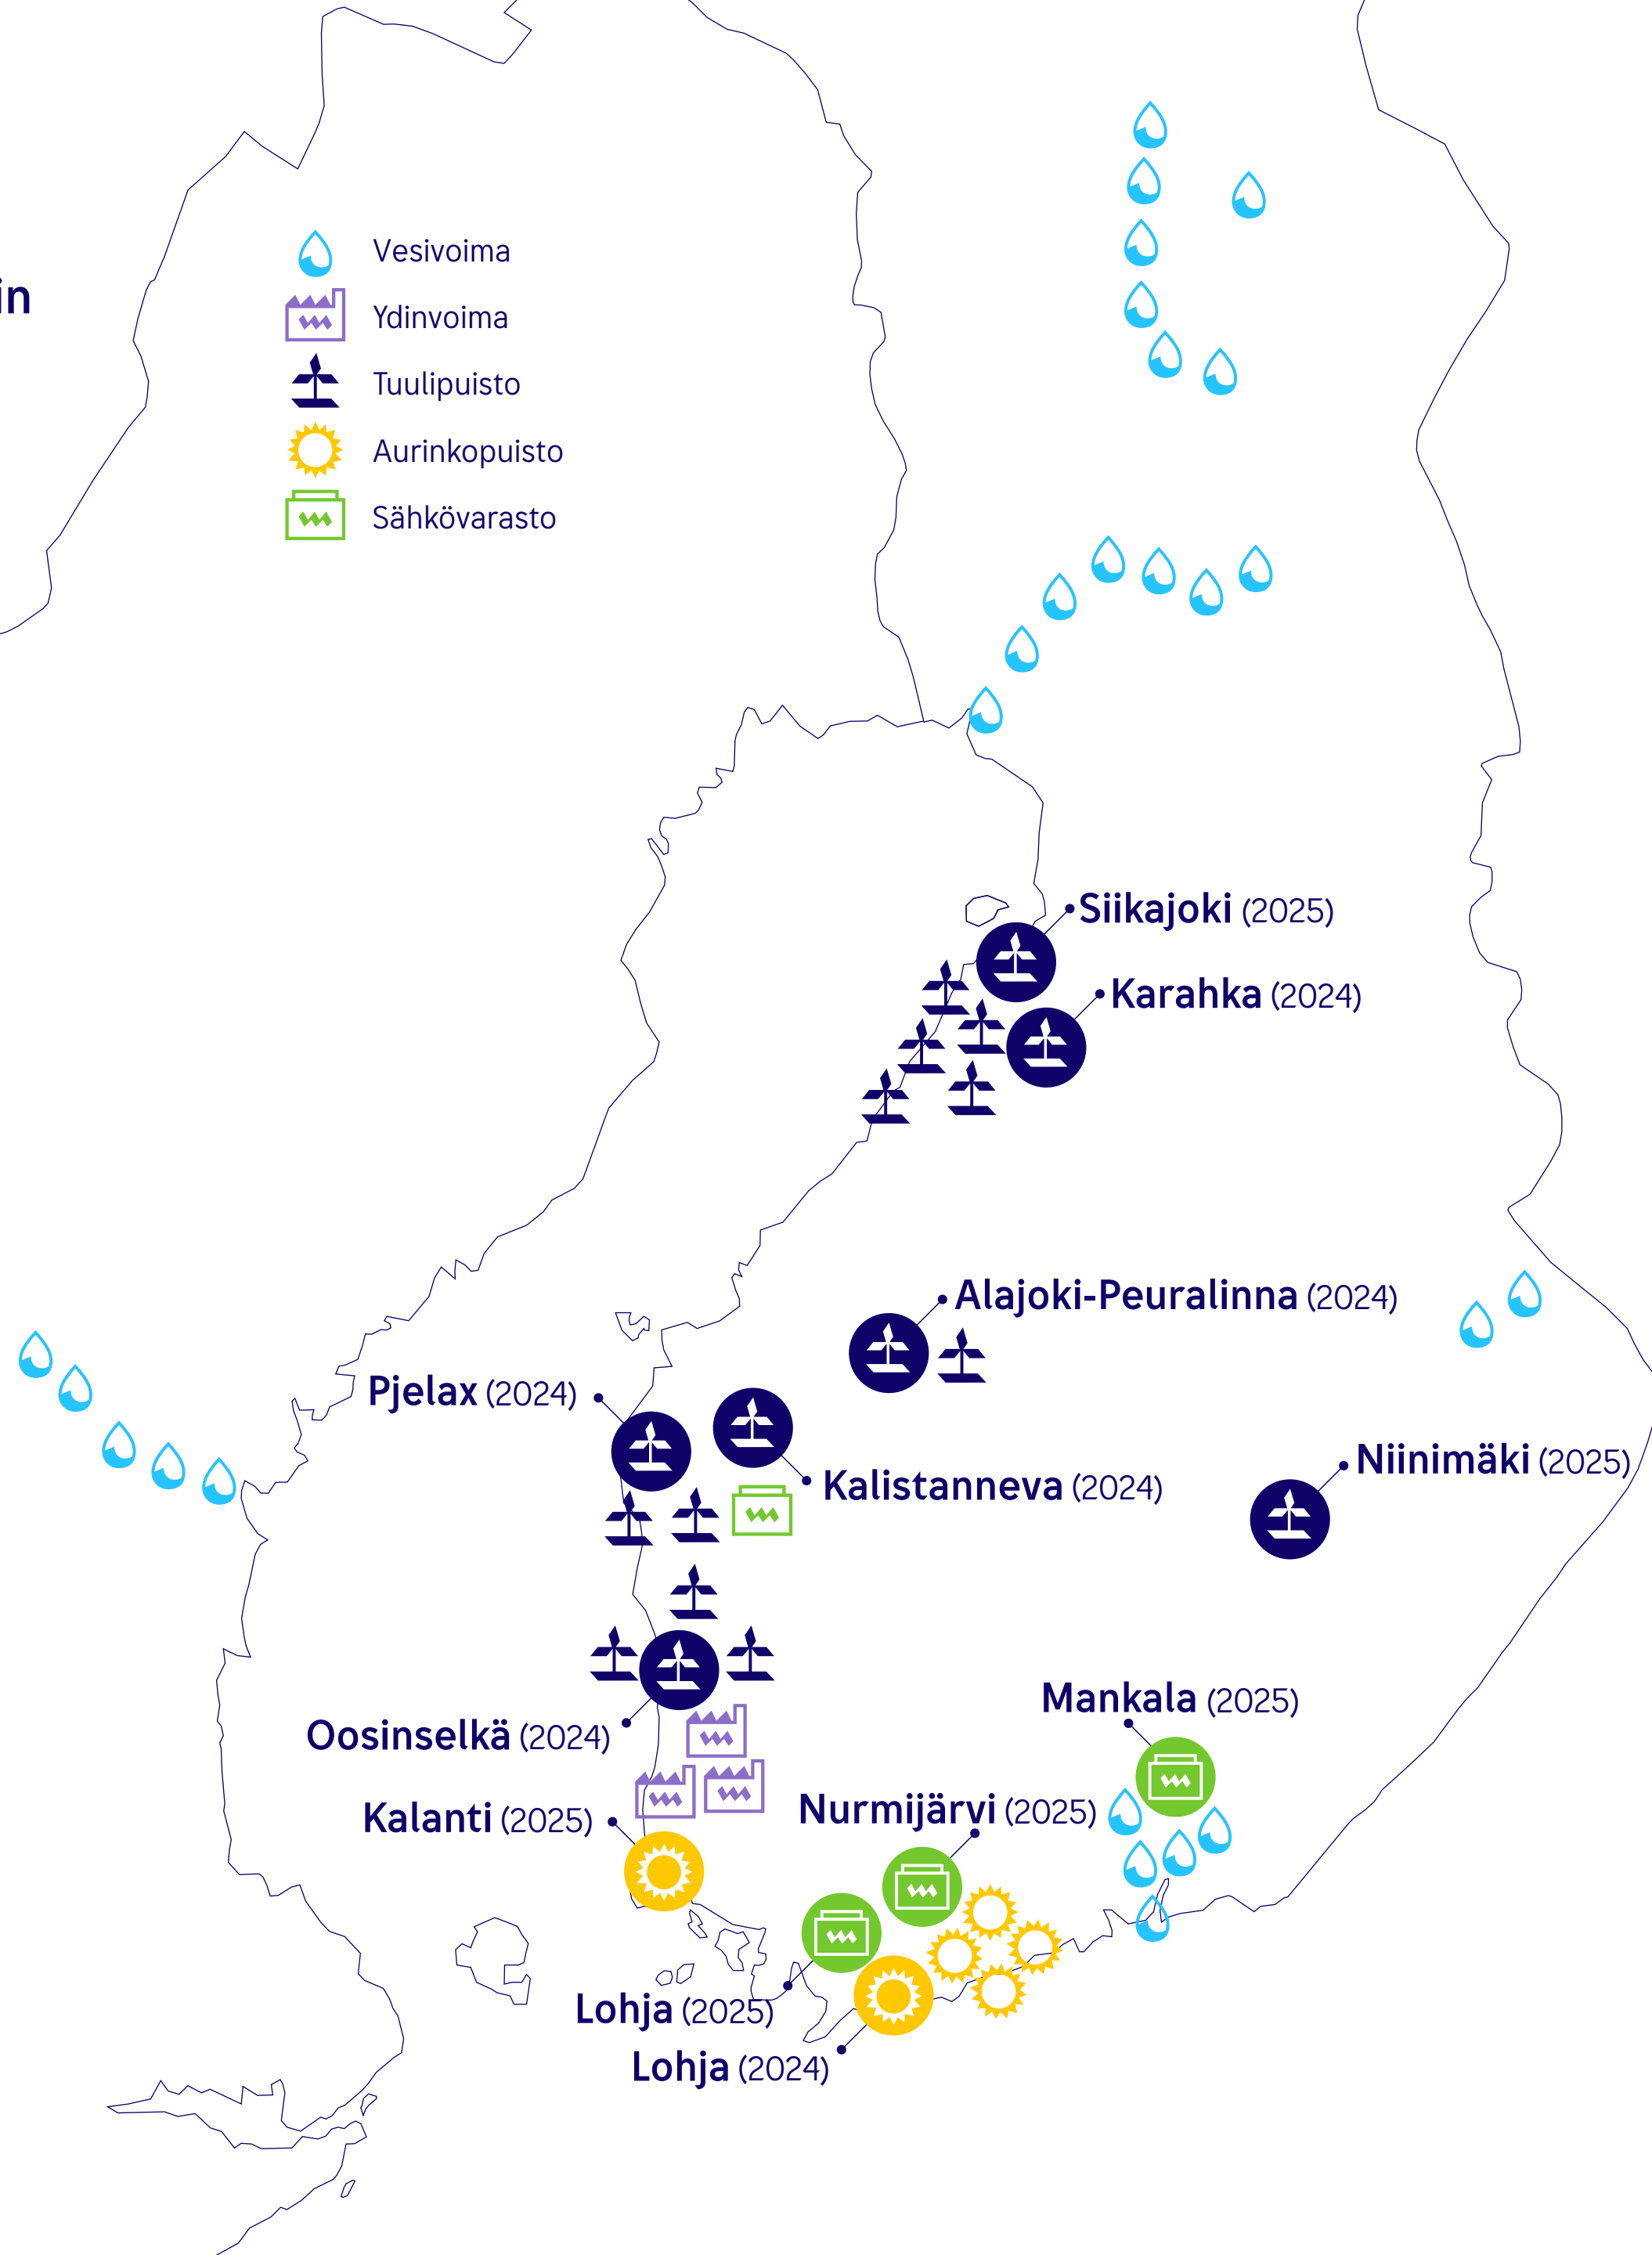 in
Vesivoima
Ydinvoima
Tuulipuisto
Aurinkopuisto
Sähkövarasto
Siikajoki (2025)
Karahka (2024)
Alajoki-Peuralinna (2024)
Pjelax (2024)
Kalistanneva (2024)
Niinimäki (2025)
Mankala (2025)
Oosinselkä (2024)
Nurmijärvi (2025)
Kalanti (2025)
Lohja (2025)
Lohja (2024)